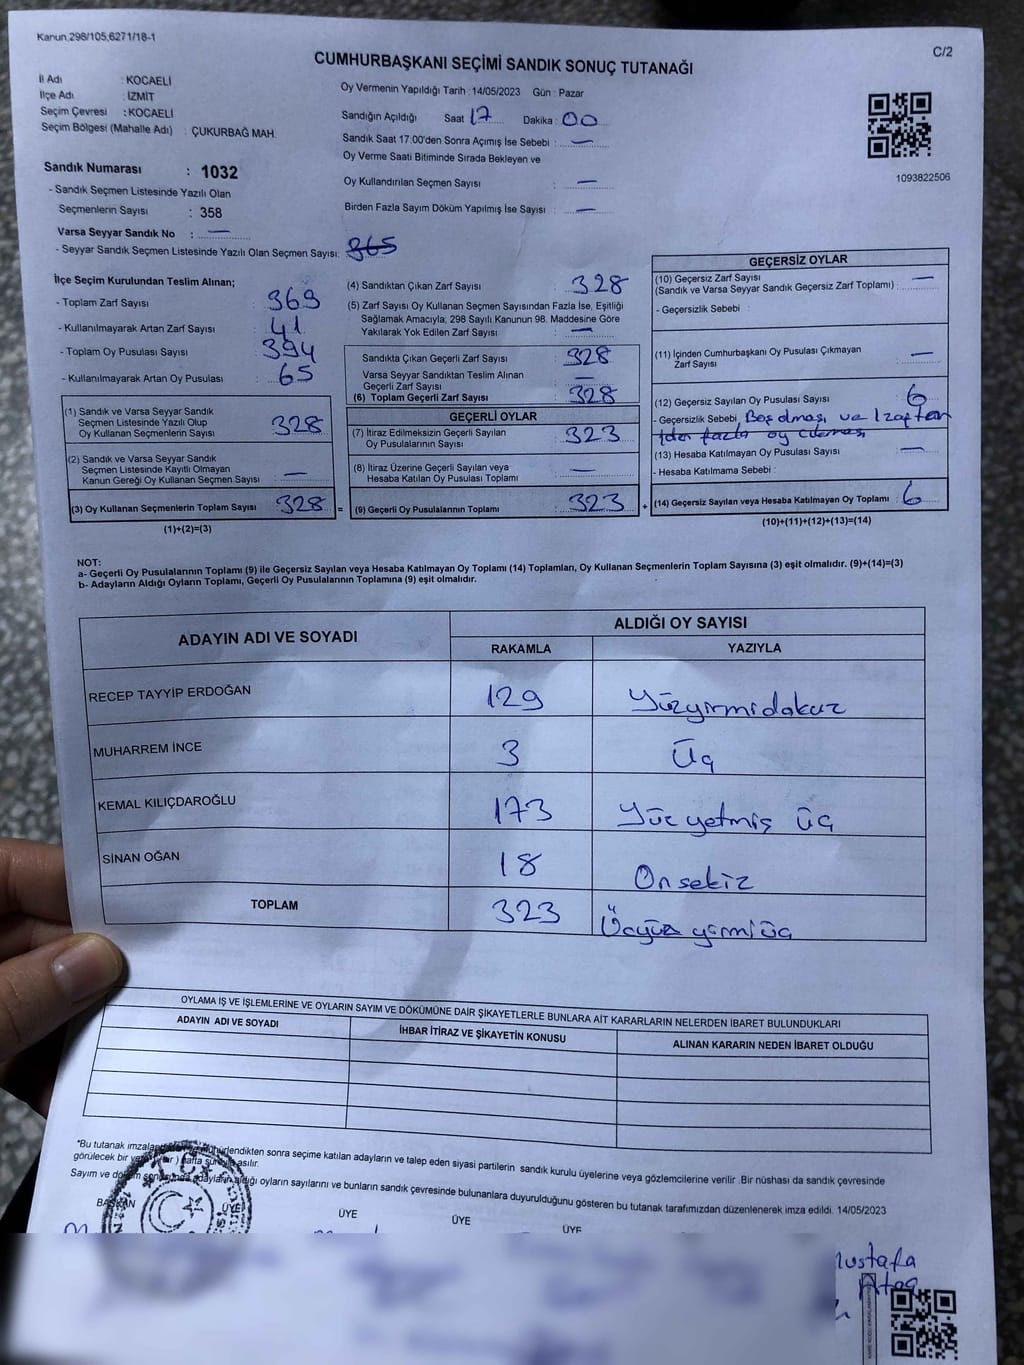 Kanun,298/105,6271/18-1
C/2
CUMHURBAŞKANI SEÇİMİ SANDIK SONUÇ TUTANAĞI
İl Adı : KOCAELİ
İlçe Adı : İZMİT
Seçim Çevresi : KOCAELİ
Seçim Bölgesi (Mahalle Adı) : ÇUKURBAĞ MAH.
Sandık Numarası : 1032
- Sandık Seçmen Listesinde Yazılı Olan
Seçmenlerin Sayısı : 358
Varsa Seyyar Sandık No : —
- Seyyar Sandık Seçmen Listesinde Yazılı Olan Seçmen Sayısı: 365
Oy Vermenin Yapıldığı Tarih : 14/05/2023 Gün : Pazar
Sandığın Açıldığı Saat 17 Dakika : 00
Sandık Saat 17.00'den Sonra Açımış İse Sebebi : —
Oy Verme Saati Bitiminde Sırada Bekleyen ve
Oy Kullandırılan Seçmen Sayısı : —
Birden Fazla Sayım Döküm Yapılmış İse Sayısı : —
1093822506
İlçe Seçim Kurulundan Teslim Alınan;
- Toplam Zarf Sayısı : 369
- Kullanılmayarak Artan Zarf Sayısı : 41
- Toplam Oy Pusulası Sayısı : 394
- Kullanılmayarak Artan Oy Pusulası : 65
(1) Sandık ve Varsa Seyyar Sandık
Seçmen Listesinde Yazılı Olup
Oy Kullanan Seçmenlerin Sayısı : 328
(2) Sandık ve Varsa Seyyar Sandık
Seçmen Listesinde Kayıtlı Olmayan
Kanun Gereği Oy Kullanan Seçmen Sayısı : —
(3) Oy Kullanan Seçmenlerin Toplam Sayısı : 328 =
(1)+(2)=(3)
(4) Sandıktan Çıkan Zarf Sayısı : 328
(5) Zarf Sayısı Oy Kullanan Seçmen Sayısından Fazla İse, Eşitliği
Sağlamak Amacıyla, 298 Sayılı Kanunun 98. Maddesine Göre
Yakılarak Yok Edilen Zarf Sayısı : —
Sandıkta Çıkan Geçerli Zarf Sayısı : 328
Varsa Seyyar Sandıktan Teslim Alınan
Geçerli Zarf Sayısı : —
(6) Toplam Geçerli Zarf Sayısı : 328
GEÇERLİ OYLAR
(7) İtiraz Edilmeksizin Geçerli Sayılan
Oy Pusulalarının Sayısı : 323
(8) İtiraz Üzerine Geçerli Sayılan veya
Hesaba Katılan Oy Pusulası Toplamı : —
(9) Geçerli Oy Pusulalarının Toplamı : 323 +
GEÇERSİZ OYLAR
(10) Geçersiz Zarf Sayısı
(Sandık ve Varsa Seyyar Sandık Geçersiz Zarf Toplamı) : —
- Geçersizlik Sebebi :
(11) İçinden Cumhurbaşkanı Oy Pusulası Çıkmayan
Zarf Sayısı : —
(12) Geçersiz Sayılan Oy Pusulası Sayısı : 6
- Geçersizlik Sebebi : Boş olması ve 1 zaftan
1den fazla oy çıkması
(13) Hesaba Katılmayan Oy Pusulası Sayısı : —
- Hesaba Katılmama Sebebi :
(14) Geçersiz Sayılan veya Hesaba Katılmayan Oy Toplamı : 6
(10)+(11)+(12)+(13)=(14)
NOT:
a- Geçerli Oy Pusulalarının Toplamı (9) ile Geçersiz Sayılan veya Hesaba Katılmayan Oy Toplamı (14) Toplamları, Oy Kullanan Seçmenlerin Toplam Sayısına (3) eşit olmalıdır. (9)+(14)=(3)
b- Adayların Aldığı Oyların Toplamı, Geçerli Oy Pusulalarının Toplamına (9) eşit olmalıdır.
ADAYIN ADI VE SOYADI
ALDIĞI OY SAYISI
RAKAMLA YAZIYLA
RECEP TAYYİP ERDOĞAN 129 Yüzyirmidokuz
MUHARREM İNCE 3 Üç
KEMAL KILIÇDAROĞLU 173 Yüz yetmiş üç
SİNAN OĞAN 18 On sekiz
TOPLAM 323 Üçyüz yirmi üç
OYLAMA İŞ VE İŞLEMLERİNE VE OYLARIN SAYIM VE DÖKÜMÜNE DAİR ŞİKAYETLERLE BUNLARA AİT KARARLARIN NELERDEN İBARET BULUNDUKLARI
ADAYIN ADI VE SOYADI İHBAR İTİRAZ VE ŞİKAYETİN KONUSU ALINAN KARARIN NEDEN İBARET OLDUĞU
*Bu tutanak sonra seçime katılan adayların ve talep eden siyasi partilerin sandık kurulu üyelerine veya gözlemcilerine verilir .Bir nüshası da sandık çevresinde
görülecek bir hafta asılır.
Sayım ve aldığı oyların sayılarını ve bunların sandık çevresinde bulunanlara duyurulduğunu gösteren bu tutanak tarafımızdan düzenlenerek imza edildi. 14/05/2023
BAŞKAN ÜYE ÜYE ÜYE ÜYE
Mustafa